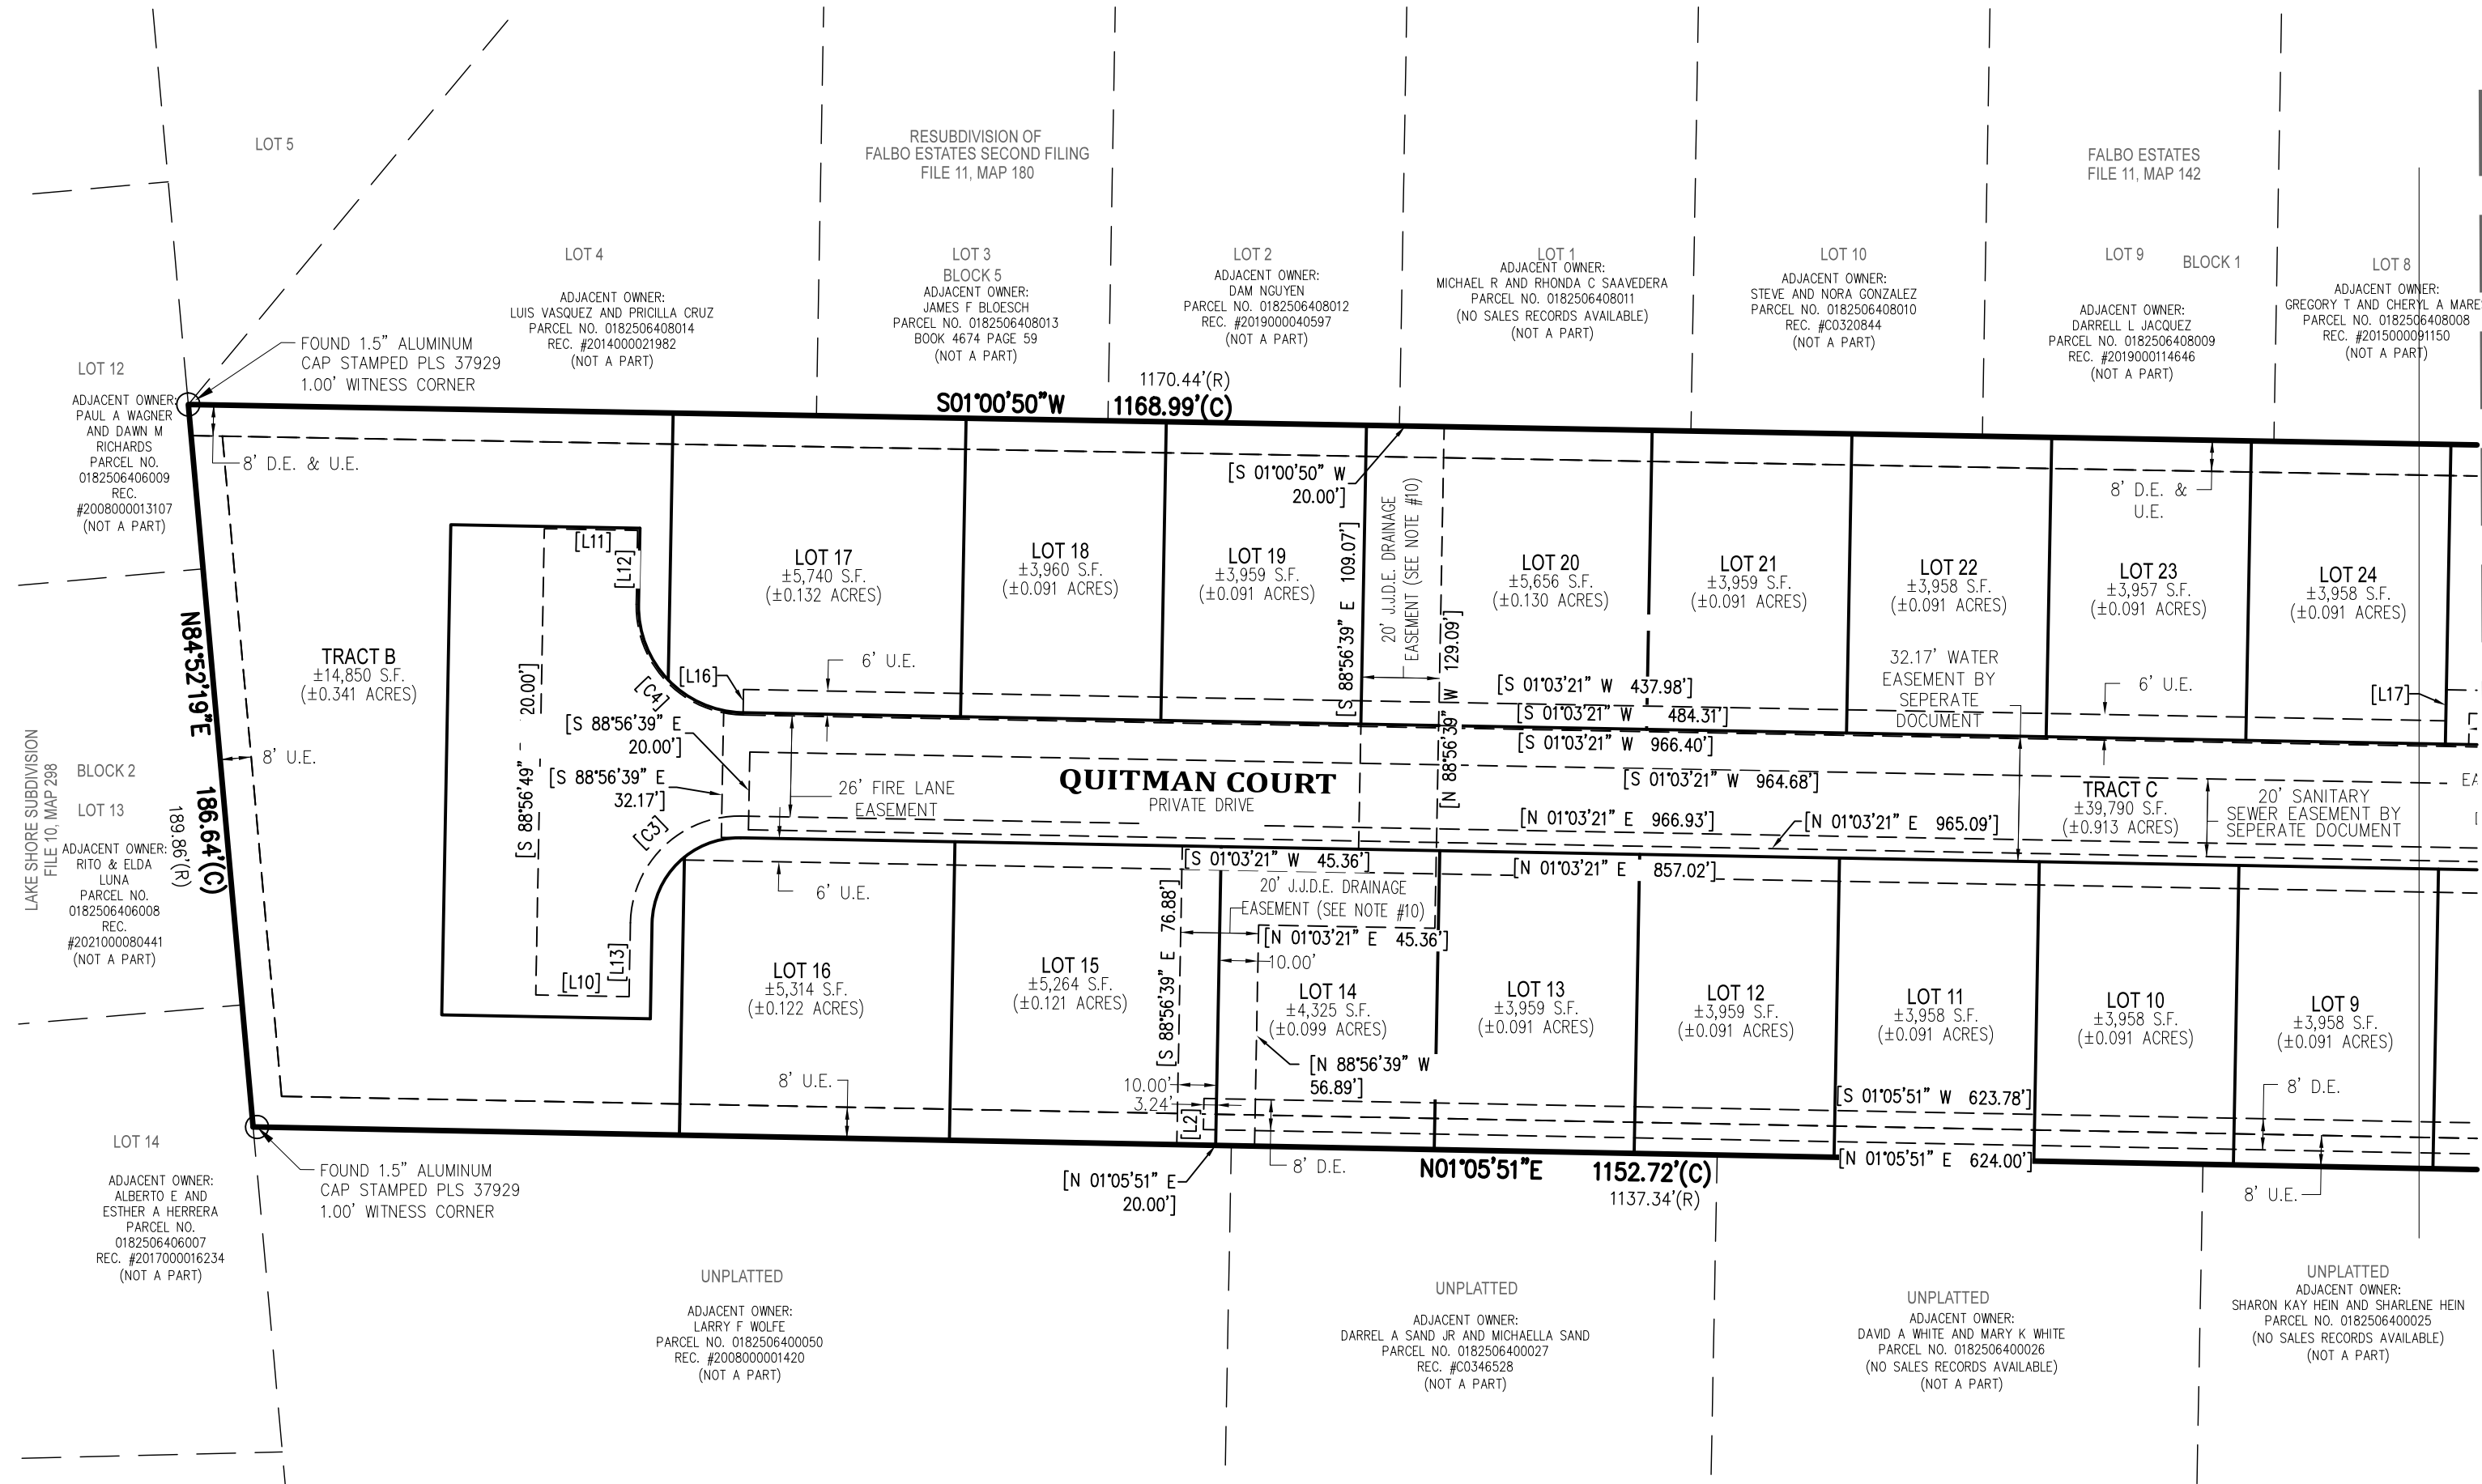 LOT 5
RESUBDIVISION OF
FALBO ESTATES SECOND FILING
FILE 11, MAP 180
FALBO ESTATES
FILE 11, MAP 142
LOT 4
ADJACENT OWNER:
LUIS VASQUEZ AND PRICILLA CRUZ
PARCEL NO. 0182506408014
REC. #2014000021982
(NOT A PART)
LOT 3
BLOCK 5
ADJACENT OWNER:
JAMES F BLOESCH
PARCEL NO. 0182506408013
BOOK 4674 PAGE 59
(NOT A PART)
LOT 2
ADJACENT OWNER:
DAM NGUYEN
PARCEL NO. 0182506408012
REC. #2019000040597
(NOT A PART)
LOT 1
ADJACENT OWNER:
MICHAEL R AND RHONDA C SAAVEDERA
PARCEL NO. 0182506408011
(NO SALES RECORDS AVAILABLE)
(NOT A PART)
LOT 10
ADJACENT OWNER:
STEVE AND NORA GONZALEZ
PARCEL NO. 0182506408010
REC. #C0320844
(NOT A PART)
LOT 9
BLOCK 1
ADJACENT OWNER:
DARRELL L JACQUEZ
PARCEL NO. 0182506408009
REC. #2019000114646
(NOT A PART)
LOT 8
ADJACENT OWNER:
GREGORY T AND CHERYL A MARE
PARCEL NO. 0182506408008
REC. #2015000091150
(NOT A PART)
FOUND 1.5" ALUMINUM
CAP STAMPED PLS 37929
1.00' WITNESS CORNER
LOT 12
ADJACENT OWNER:
PAUL A WAGNER
AND DAWN M
RICHARDS
PARCEL NO.
0182506406009
REC.
#2008000013107
(NOT A PART)
1170.44'(R)
S01°00'50"W 1168.99'(C)
8' D.E. & U.E.
[S 01°00'50" W
20.00']
20' J.J.D.E. DRAINAGE
EASEMENT (SEE NOTE #10)
8' D.E. &
U.E.
[L11]
[L12]
LOT 17
±5,740 S.F.
(±0.132 ACRES)
LOT 18
±3,960 S.F.
(±0.091 ACRES)
LOT 19
±3,959 S.F.
(±0.091 ACRES)
[S 88°56'39" E 109.07']
[N 88°56'39" W 129.09']
LOT 20
±5,656 S.F.
(±0.130 ACRES)
LOT 21
±3,959 S.F.
(±0.091 ACRES)
LOT 22
±3,958 S.F.
(±0.091 ACRES)
LOT 23
±3,957 S.F.
(±0.091 ACRES)
LOT 24
±3,958 S.F.
(±0.091 ACRES)
TRACT B
±14,850 S.F.
(±0.341 ACRES)
N84°52'19"E 186.64'(C)
189.86'(R)
8' U.E.
[S 88°56'49" E 20.00']
[C4]
[L16]
6' U.E.
[S 88°56'39" E
20.00']
[S 88°56'39" E
32.17']
[C3]
26' FIRE LANE
EASEMENT
QUITMAN COURT
PRIVATE DRIVE
[S 01°03'21" W 437.98']
[S 01°03'21" W 484.31']
[S 01°03'21" W 966.40']
[S 01°03'21" W 964.68']
[N 01°03'21" E 966.93']
[N 01°03'21" E 965.09']
32.17' WATER
EASEMENT BY
SEPERATE
DOCUMENT
6' U.E.
[L17]
TRACT C
±39,790 S.F.
(±0.913 ACRES)
20' SANITARY
SEWER EASEMENT BY
SEPERATE DOCUMENT
EA
LAKE SHORE SUBDIVISION
FILE 10, MAP 298
BLOCK 2
LOT 13
ADJACENT OWNER:
RITO & ELDA
LUNA
PARCEL NO.
0182506406008
REC.
#2021000080441
(NOT A PART)
6' U.E.
[S 01°03'21" W 45.36']
[N 01°03'21" E 857.02']
20' J.J.D.E. DRAINAGE
EASEMENT (SEE NOTE #10)
[N 01°03'21" E 45.36']
10.00'
[S 88°56'39" E 76.88']
[L13]
[L10]
LOT 16
±5,314 S.F.
(±0.122 ACRES)
LOT 15
±5,264 S.F.
(±0.121 ACRES)
LOT 14
±4,325 S.F.
(±0.099 ACRES)
LOT 13
±3,959 S.F.
(±0.091 ACRES)
LOT 12
±3,959 S.F.
(±0.091 ACRES)
LOT 11
±3,958 S.F.
(±0.091 ACRES)
LOT 10
±3,958 S.F.
(±0.091 ACRES)
LOT 9
±3,958 S.F.
(±0.091 ACRES)
[N 88°56'39" W
56.89']
8' U.E.
10.00'
3.24'
[L2]
[S 01°05'51" W 623.78']
8' D.E.
8' D.E.
N01°05'51"E 1152.72'(C)
1137.34'(R)
[N 01°05'51" E 624.00']
[N 01°05'51" E
20.00']
8' U.E.
LOT 14
ADJACENT OWNER:
ALBERTO E AND
ESTHER A HERRERA
PARCEL NO.
0182506406007
REC. #2017000016234
(NOT A PART)
FOUND 1.5" ALUMINUM
CAP STAMPED PLS 37929
1.00' WITNESS CORNER
UNPLATTED
ADJACENT OWNER:
LARRY F WOLFE
PARCEL NO. 0182506400050
REC. #2008000001420
(NOT A PART)
UNPLATTED
ADJACENT OWNER:
DARREL A SAND JR AND MICHAELLA SAND
PARCEL NO. 0182506400027
REC. #C0346528
(NOT A PART)
UNPLATTED
ADJACENT OWNER:
DAVID A WHITE AND MARY K WHITE
PARCEL NO. 0182506400026
(NO SALES RECORDS AVAILABLE)
(NOT A PART)
UNPLATTED
ADJACENT OWNER:
SHARON KAY HEIN AND SHARLENE HEIN
PARCEL NO. 0182506400025
(NO SALES RECORDS AVAILABLE)
(NOT A PART)